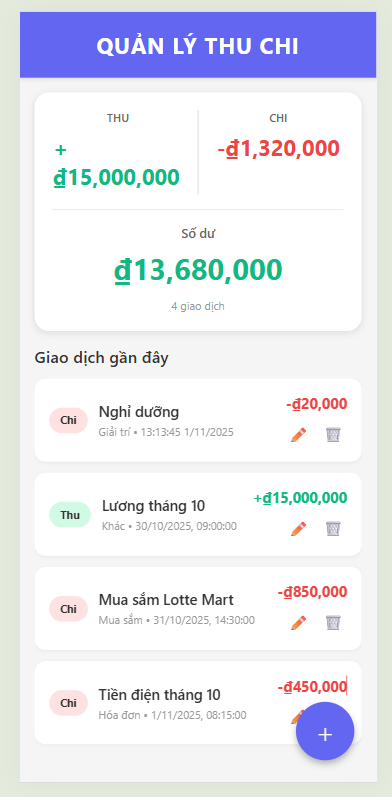 QUẢN LÝ THU CHI
THU
CHI
+
₫15,000,000
-₫1,320,000
Số dư
₫13,680,000
4 giao dịch
Giao dịch gần đây
Chi
Nghỉ dưỡng
Giải trí • 13:13:45 1/11/2025
-₫20,000
Thu
Lương tháng 10
Khác • 30/10/2025, 09:00:00
+₫15,000,000
Chi
Mua sắm Lotte Mart
Mua sắm • 31/10/2025, 14:30:00
-₫850,000
Chi
Tiền điện tháng 10
Hóa đơn • 1/11/2025, 08:15:00
-₫450,000
+